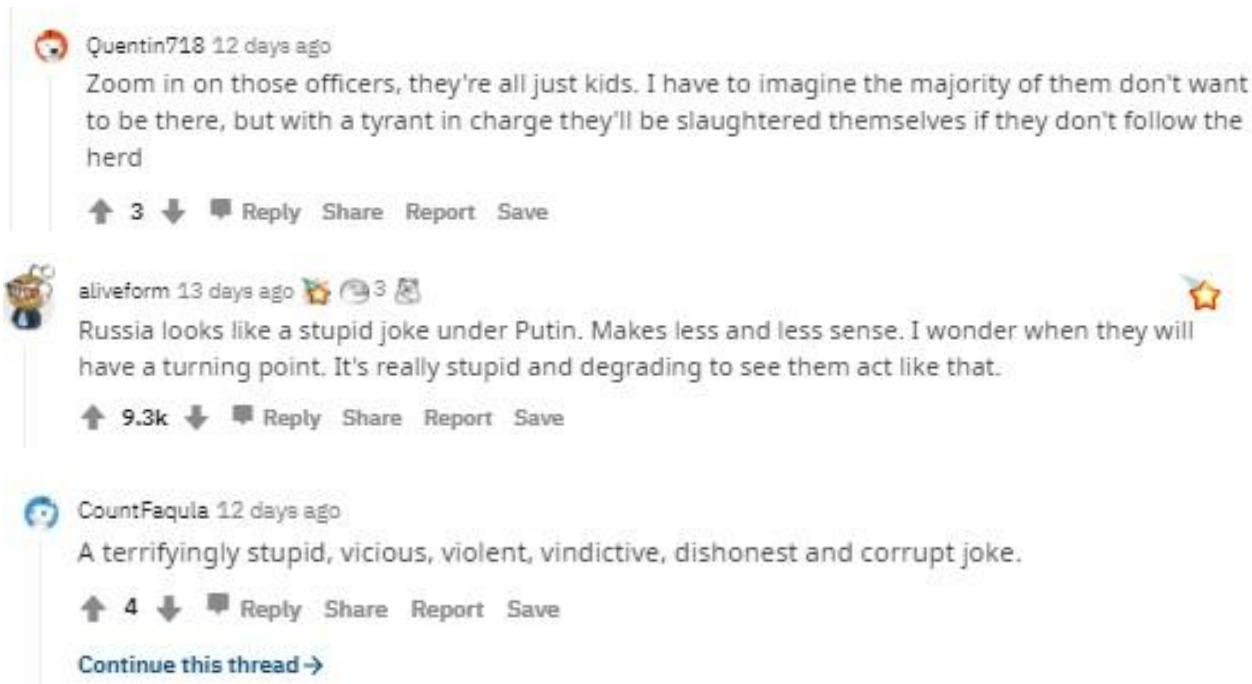 Quentin718 12 days ago
Zoom in on those officers, they're all just kids. I have to imagine the majority of them don't want
to be there, but with a tyrant in charge they'll be slaughtered themselves if they don't follow the
herd
3 Reply Share Report Save
aliveform 13 days ago 3
Russia looks like a stupid joke under Putin. Makes less and less sense. I wonder when they will
have a turning point. It's really stupid and degrading to see them act like that.
9.3k Reply Share Report Save
CountFaqula 12 days ago
A terrifyingly stupid, vicious, violent, vindictive, dishonest and corrupt joke.
4 Reply Share Report Save
Continue this thread→